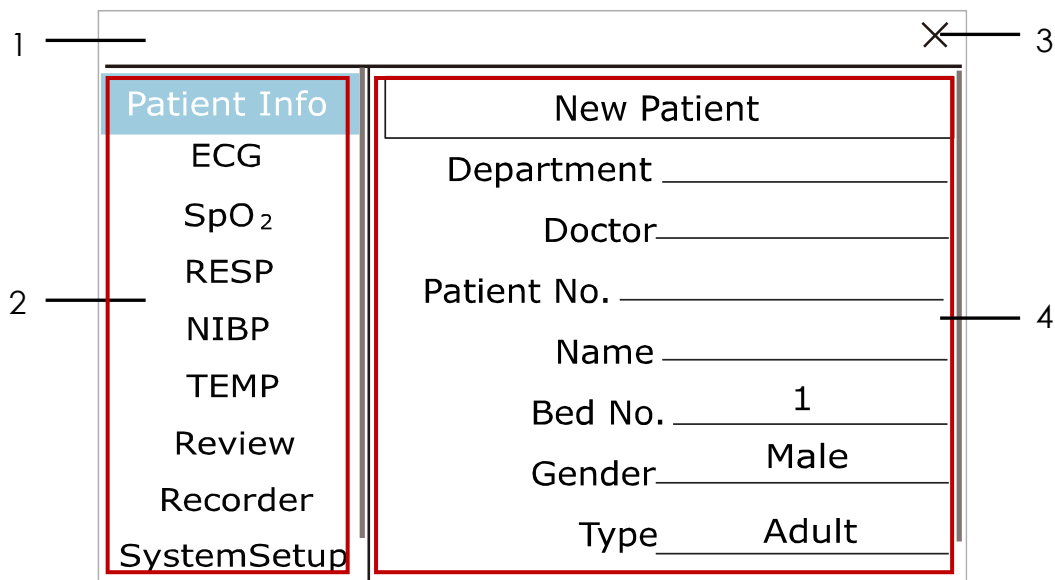 1
3
Patient Info
ECG
SpO₂
RESP
2
NIBP
TEMP
Review
Recorder
SystemSetup
New Patient
Department
Doctor
Patient No.
4
Name
Bed No. 1
Gender Male
Type Adult